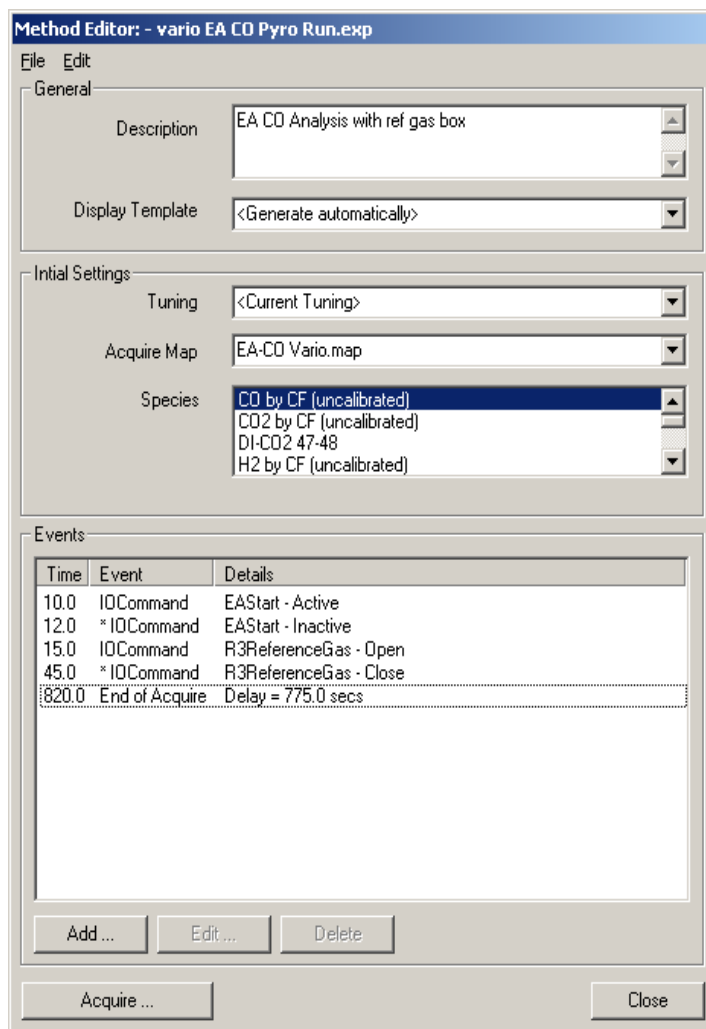 Method Editor: - vario EA CO Pyro Run.exp
File Edit
General
Description EA CO Analysis with ref gas box
Display Template <Generate automatically>
Intial Settings
Tuning <Current Tuning>
Acquire Map EA-CO Vario.map
Species CO by CF (uncalibrated)
CO2 by CF (uncalibrated)
DI-CO2 47-48
H2 by CF (uncalibrated)
Events
Time Event Details
10.0 IOCommand EAStart - Active
12.0 * IOCommand EAStart - Inactive
15.0 IOCommand R3ReferenceGas - Open
45.0 * IOCommand R3ReferenceGas - Close
820.0 End of Acquire Delay = 775.0 secs
Add ... Edit ... Delete
Acquire ... Close